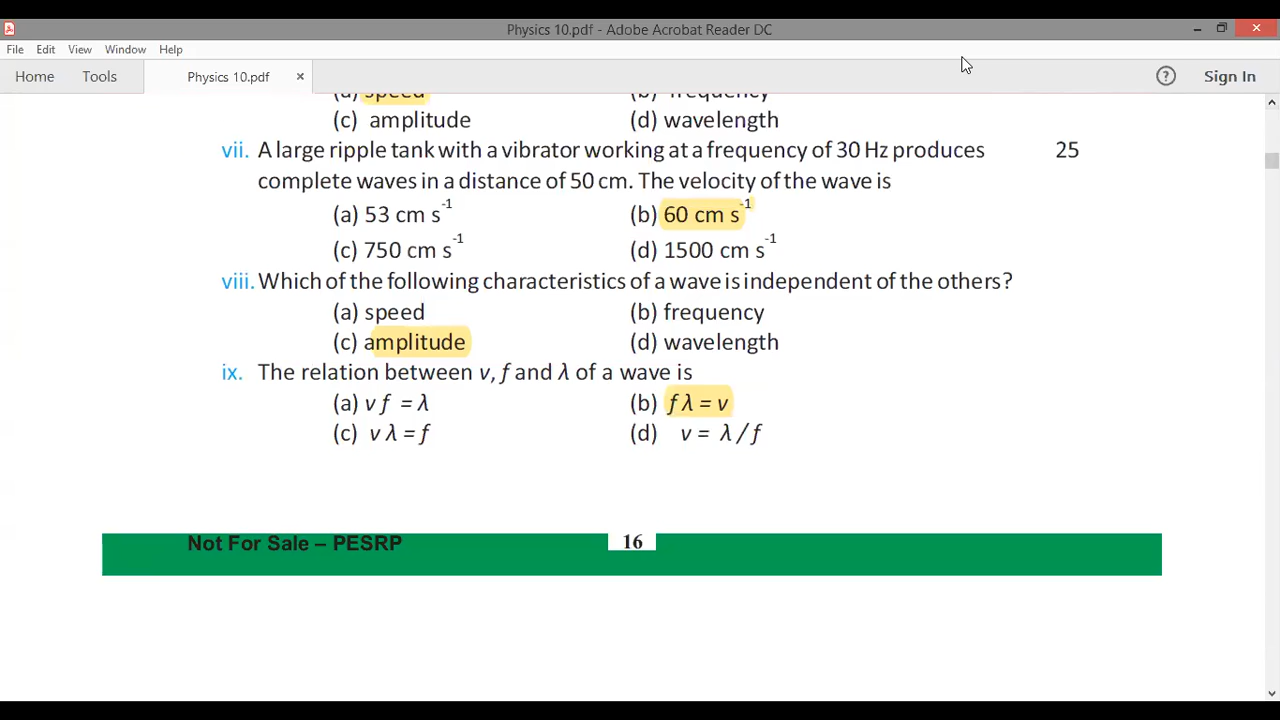 Physics 10.pdf - Adobe Acrobat Reader DC
File Edit View Window Help
Home Tools Physics 10.pdf × ? Sign In
(a) speed (b) frequency
(c) amplitude (d) wavelength
vii. A large ripple tank with a vibrator working at a frequency of 30 Hz produces 25
complete waves in a distance of 50 cm. The velocity of the wave is
(a) 53 cm s⁻¹ (b) 60 cm s⁻¹
(c) 750 cm s⁻¹ (d) 1500 cm s⁻¹
viii. Which of the following characteristics of a wave is independent of the others?
(a) speed (b) frequency
(c) amplitude (d) wavelength
ix. The relation between v, f and λ of a wave is
(a) v f = λ (b) f λ = v
(c) v λ = f (d) v = λ / f
Not For Sale – PESRP 16